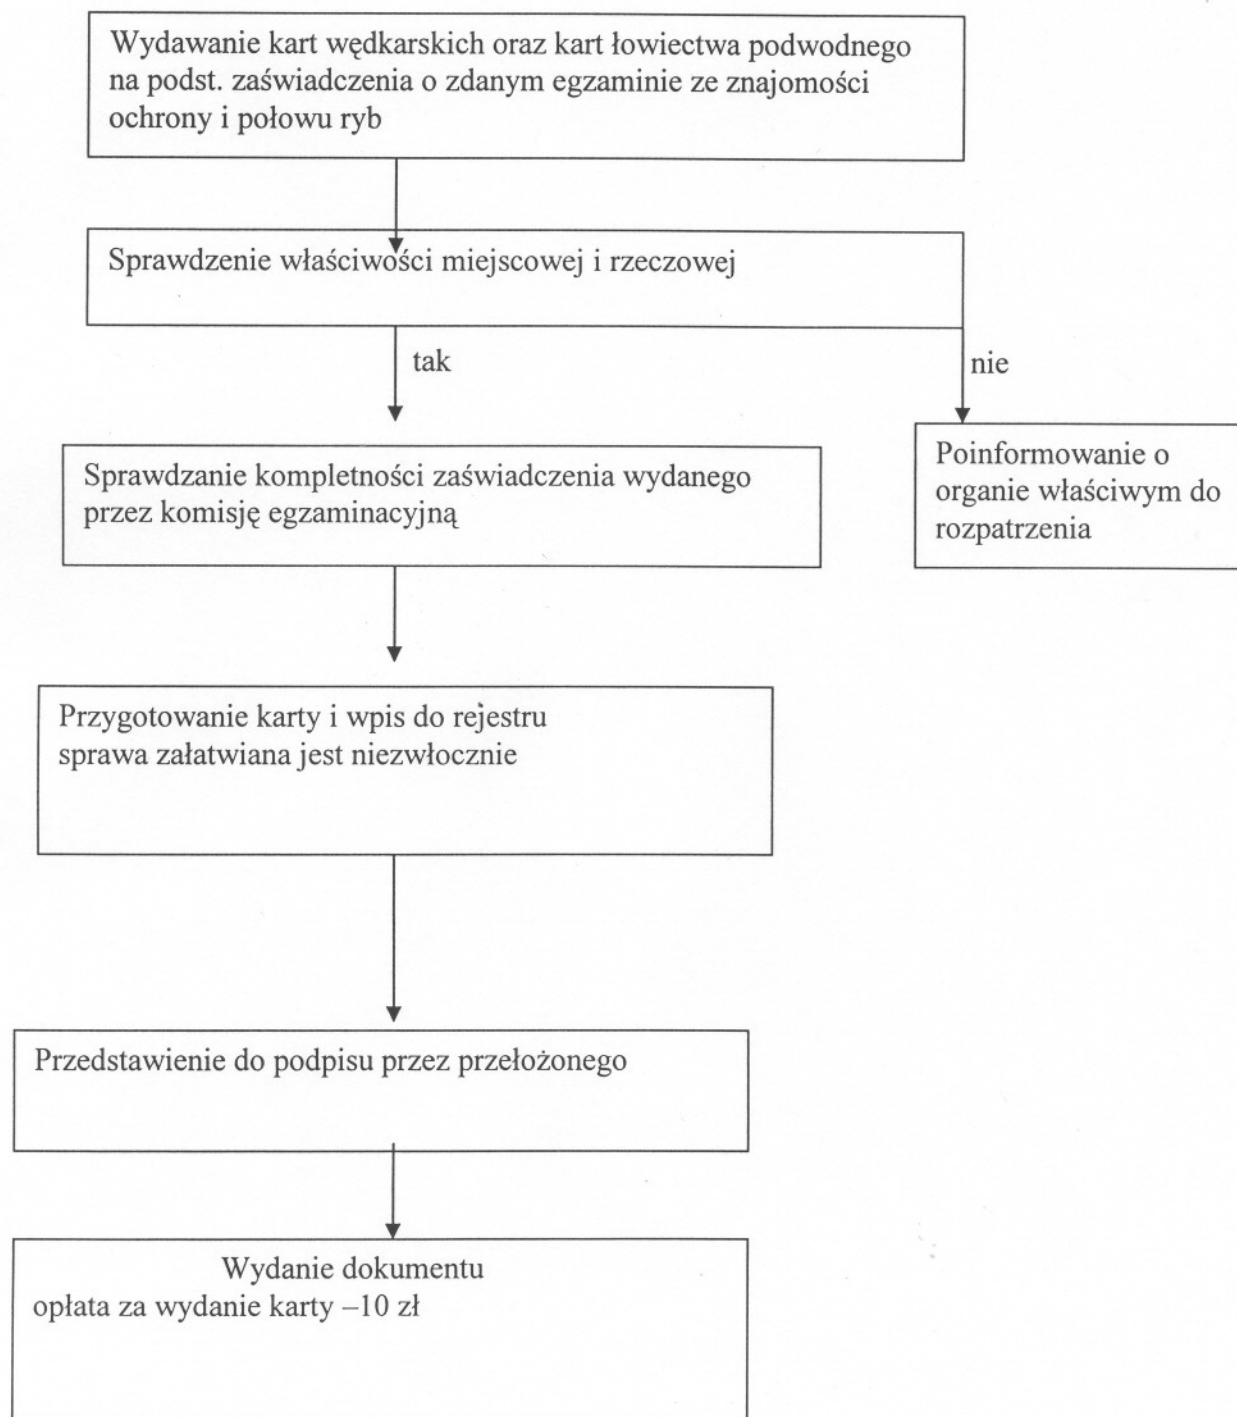 Wydawanie kart wędkarskich oraz kart łowiectwa podwodnego
na podst. zaświadczenia o zdanym egzaminie ze znajomości
ochrony i połowu ryb
Sprawdzenie właściwości miejscowej i rzeczowej
tak
nie
Sprawdzanie kompletności zaświadczenia wydanego
przez komisję egzaminacyjną
Poinformowanie o
organie właściwym do
rozpatrzenia
Przygotowanie karty i wpis do rejestru
sprawa załatwiana jest niezwłocznie
Przedstawienie do podpisu przez przełożonego
Wydanie dokumentu
opłata za wydanie karty –10 zł